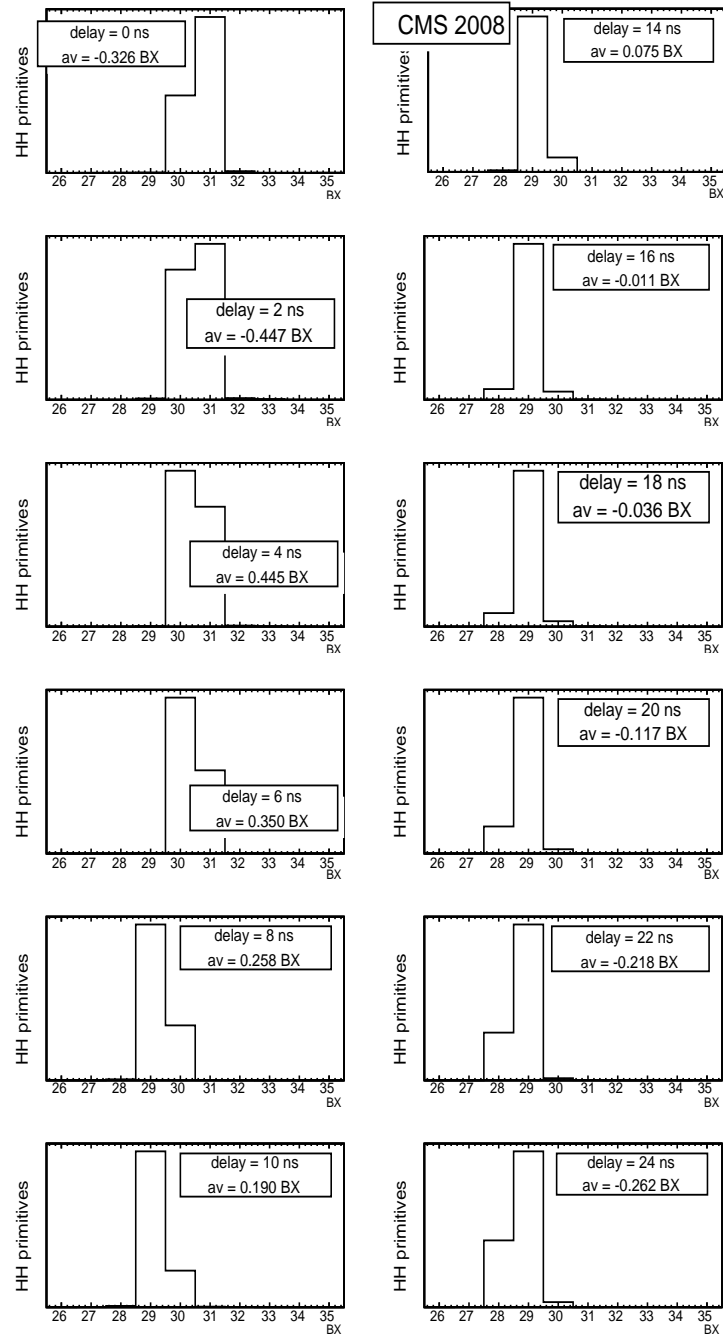 delay = 0 ns
av = -0.326 BX
HH primitives
26 27 28 29 30 31 32 33 34 35
BX
CMS 2008
delay = 14 ns
av = 0.075 BX
HH primitives
26 27 28 29 30 31 32 33 34 35
BX
delay = 2 ns
av = -0.447 BX
HH primitives
26 27 28 29 30 31 32 33 34 35
BX
delay = 16 ns
av = -0.011 BX
HH primitives
26 27 28 29 30 31 32 33 34 35
BX
delay = 4 ns
av = 0.445 BX
HH primitives
26 27 28 29 30 31 32 33 34 35
BX
delay = 18 ns
av = -0.036 BX
HH primitives
26 27 28 29 30 31 32 33 34 35
BX
delay = 6 ns
av = 0.350 BX
HH primitives
26 27 28 29 30 31 32 33 34 35
BX
delay = 20 ns
av = -0.117 BX
HH primitives
26 27 28 29 30 31 32 33 34 35
BX
delay = 8 ns
av = 0.258 BX
HH primitives
26 27 28 29 30 31 32 33 34 35
BX
delay = 22 ns
av = -0.218 BX
HH primitives
26 27 28 29 30 31 32 33 34 35
BX
delay = 10 ns
av = 0.190 BX
HH primitives
26 27 28 29 30 31 32 33 34 35
BX
delay = 24 ns
av = -0.262 BX
HH primitives
26 27 28 29 30 31 32 33 34 35
BX